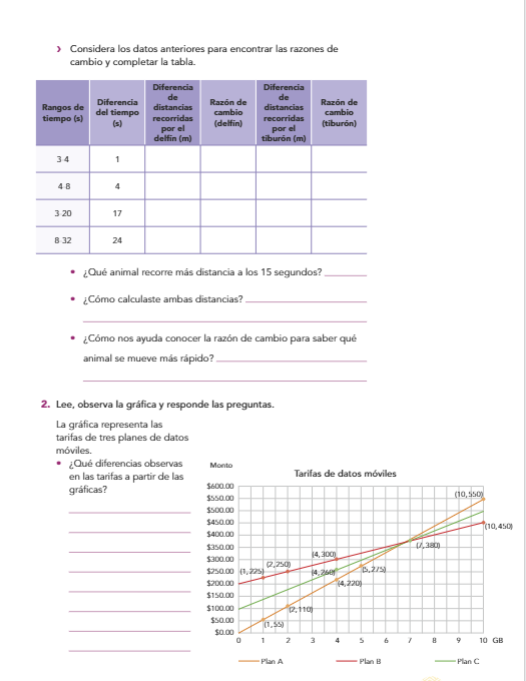 › Considera los datos anteriores para encontrar las razones de
cambio y completar la tabla.
Rangos de tiempo (s) Diferencia del tiempo (s) Diferencia de distancias recorridas por el delfín (m) Razón de cambio (delfín) Diferencia de distancias recorridas por el tiburón (m) Razón de cambio (tiburón)
3-4 1
4-8 4
3-20 17
8-32 24
• ¿Qué animal recorre más distancia a los 15 segundos?
• ¿Cómo calculaste ambas distancias?
• ¿Cómo nos ayuda conocer la razón de cambio para saber qué
animal se mueve más rápido?
2. Lee, observa la gráfica y responde las preguntas.
La gráfica representa las
tarifas de tres planes de datos
móviles.
• ¿Qué diferencias observas
en las tarifas a partir de las
gráficas?
Monto
Tarifas de datos móviles
$600.00
$550.00
$500.00
$450.00
$400.00
$350.00
$300.00
$250.00
$200.00
$150.00
$100.00
$50.00
$0.00
(10, 550)
(10, 450)
(7, 380)
(4, 300)
(2, 250)
(1, 225)
(4, 260)
(5, 275)
(4, 220)
(2, 110)
(1, 55)
0 1 2 3 4 5 6 7 8 9 10 GB
Plan A Plan B Plan C